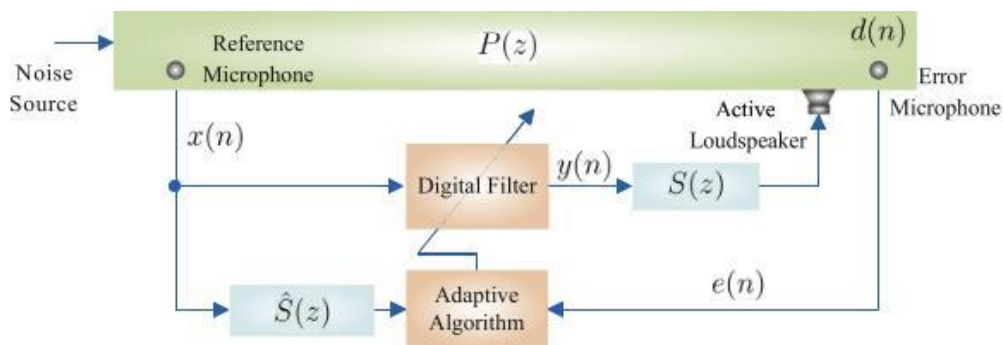 Noise
Source
Reference
Microphone
P(z)
d(n)
Error
Microphone
Active
Loudspeaker
x(n)
Digital Filter
y(n)
S(z)
Ŝ(z)
Adaptive
Algorithm
e(n)